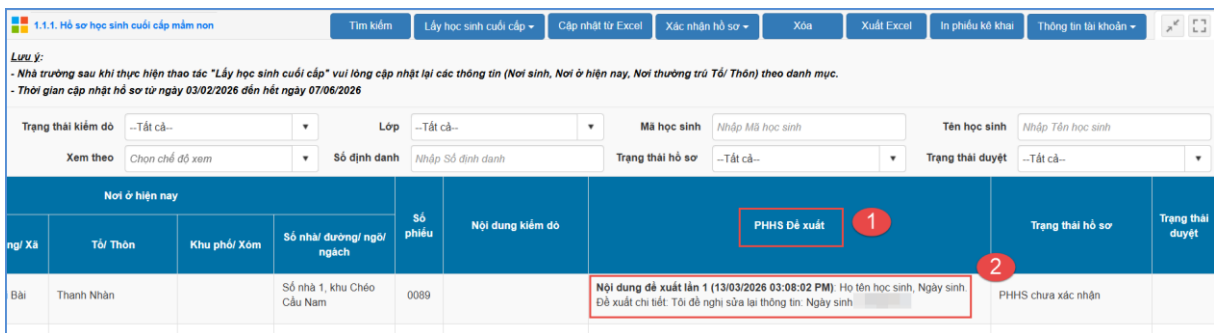 1.1.1. Hồ sơ học sinh cuối cấp mầm non
Tìm kiếm
Lấy học sinh cuối cấp
Cập nhật từ Excel
Xác nhận hồ sơ
Xóa
Xuất Excel
In phiếu kê khai
Thông tin tài khoản
Lưu ý:
- Nhà trường sau khi thực hiện thao tác "Lấy học sinh cuối cấp" vui lòng cập nhật lại các thông tin (Nơi sinh, Nơi ở hiện nay, Nơi thường trú Tổ/ Thôn) theo danh mục.
- Thời gian cập nhật hồ sơ từ ngày 03/02/2026 đến hết ngày 07/06/2026
Trạng thái kiểm dò --Tất cả-- Lớp --Tất cả-- Mã học sinh Nhập Mã học sinh Tên học sinh Nhập Tên học sinh
Xem theo Chọn chế độ xem Số định danh Nhập Số định danh Trạng thái hồ sơ --Tất cả-- Trạng thái duyệt --Tất cả--
Nơi ở hiện nay
ng/ Xã
Tổ/ Thôn
Khu phố/ Xóm
Số nhà/ đường/ ngõ/
ngách
Số
phiếu
Nội dung kiểm dò
PHHS Đề xuất
1
Trạng thái hồ sơ
Trạng thái
duyệt
2
Bài
Thanh Nhàn
Số nhà 1, khu Chéo
Cầu Nam
0089
Nội dung đề xuất lần 1 (13/03/2026 03:08:02 PM): Họ tên học sinh, Ngày sinh.
Đề xuất chi tiết: Tôi đề nghị sửa lại thông tin: Ngày sinh
PHHS chưa xác nhận